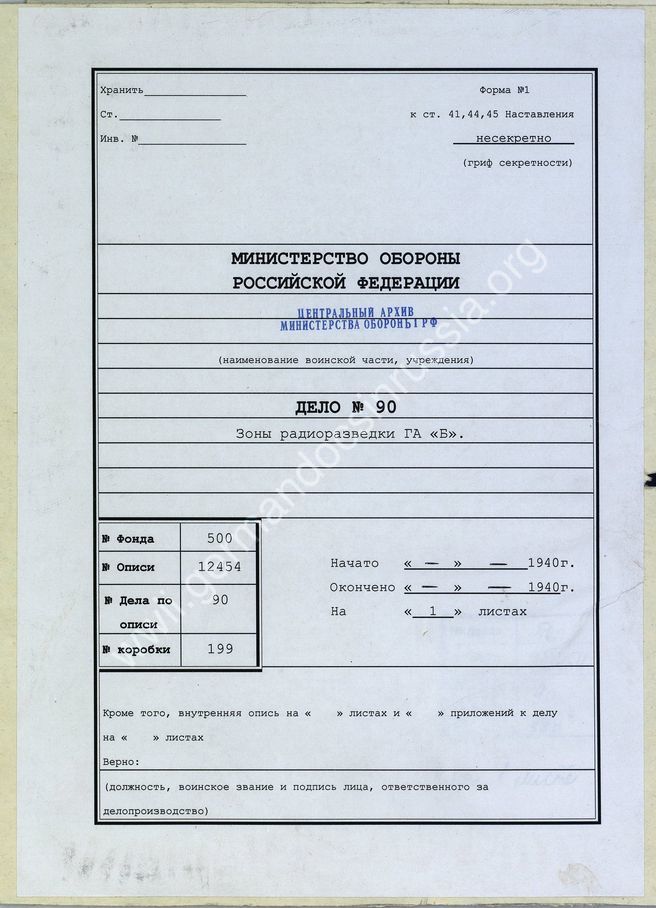 Хранить
Форма №1
Ст.
к ст. 41,44,45 Наставления
Инв. №
несекретно
(гриф секретности)
МИНИСТЕРСТВО ОБОРОНЫ
РОССИЙСКОЙ ФЕДЕРАЦИИ
ЦЕНТРАЛЬНЫЙ АРХИВ
МИНИСТЕРСТВА ОБОРОНЫ РФ
(наименование воинской части, учреждения)
ДЕЛО № 90
Зоны радиоразведки ГА «Б».
№ Фонда 500
№ Описи 12454
№ Дела по описи 90
№ коробки 199
Начато « — » — 1940г.
Окончено « — » — 1940г.
На « 1 » листах
Кроме того, внутренняя опись на « » листах и « » приложений к делу
на « » листах
Верно:
(должность, воинское звание и подпись лица, ответственного за
делопроизводство)
www.germandocsinrussia.org